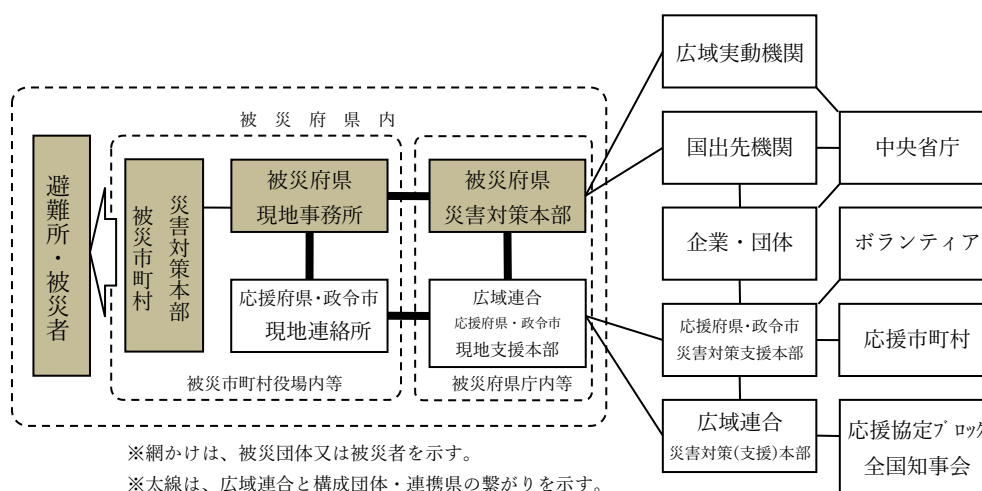 広域実動機関
被 災 府 県 内
避難所・被災者
被災市町村
災害対策本部
被災府県
現地事務所
被災府県
災害対策本部
国出先機関
中央省庁
企業・団体
ボランティア
応援府県・政令市
現地連絡所
広域連合
応援府県・政令市
現地支援本部
応援府県・政令市
災害対策支援本部
応援市町村
被災市町村役場内等
被災府県庁内等
広域連合
災害対策(支援)本部
応援協定ブロック
全国知事会
※網かけは、被災団体又は被災者を示す。
※太線は、広域連合と構成団体・連携県の繋がりを示す。